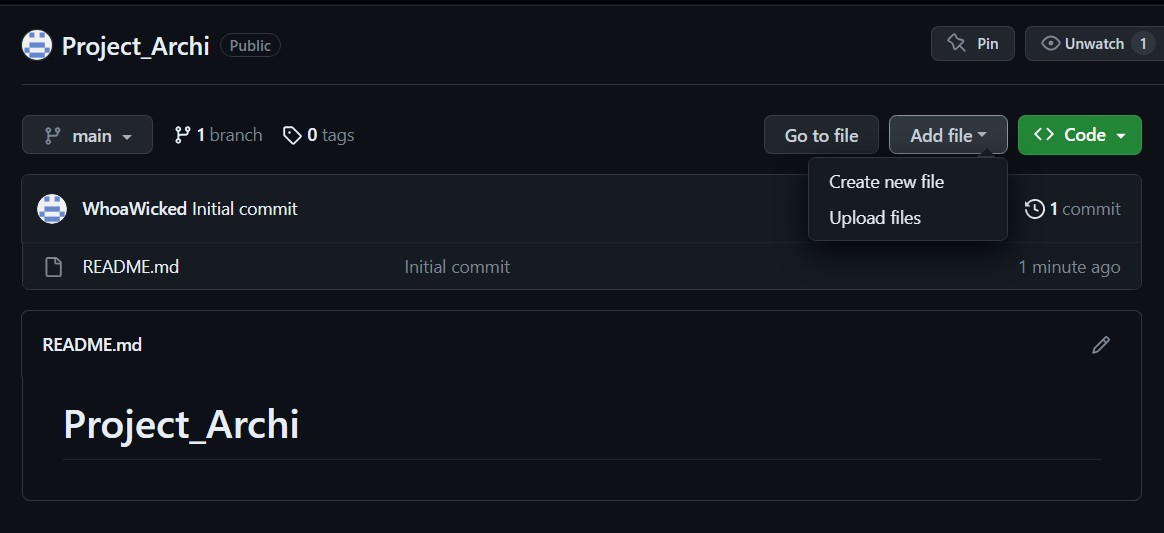 Project_Archi Public Pin Unwatch 1
main 1 branch 0 tags Go to file Add file Code
Create new file
Upload files
WhoaWicked Initial commit 1 commit
README.md Initial commit 1 minute ago
README.md
Project_Archi